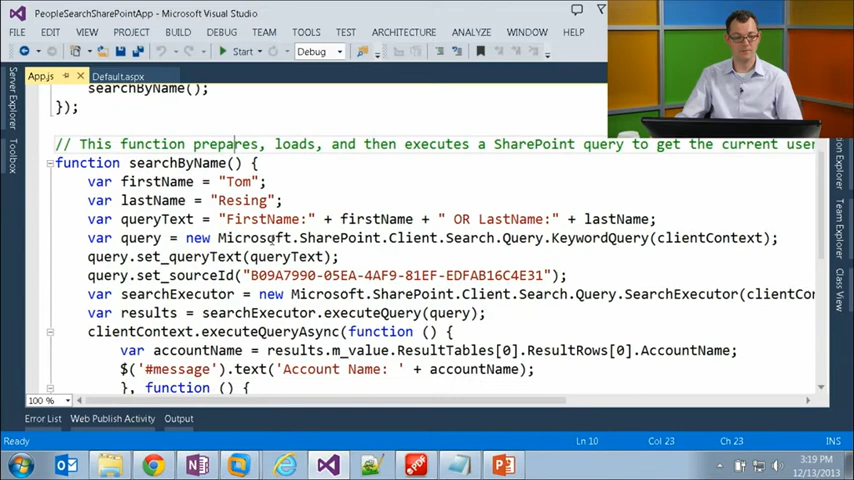 PeopleSearchSharePointApp - Microsoft Visual Studio
FILE EDIT VIEW PROJECT BUILD DEBUG TEAM TOOLS TEST ARCHITECTURE ANALYZE WINDOW
Start Debug
App.js Default.aspx
Server Explorer
Toolbox
searchByName();
});
// This function prepares, loads, and then executes a SharePoint query to get the current user
function searchByName() {
var firstName = "Tom";
var lastName = "Resing";
var queryText = "FirstName:" + firstName + " OR LastName:" + lastName;
var query = new Microsoft.SharePoint.Client.Search.Query.KeywordQuery(clientContext);
query.set_queryText(queryText);
query.set_sourceId("B09A7990-05EA-4AF9-81EF-EDFAB16C4E31");
var searchExecutor = new Microsoft.SharePoint.Client.Search.Query.SearchExecutor(clientCon
var results = searchExecutor.executeQuery(query);
clientContext.executeQueryAsync(function () {
var accountName = results.m_value.ResultTables[0].ResultRows[0].AccountName;
$('#message').text('Account Name: ' + accountName);
}, function () {
Explorer
Team Explorer
Class View
100 %
Error List Web Publish Activity Output
Ready Ln 10 Col 23 Ch 23 INS
3:19 PM
12/13/2013